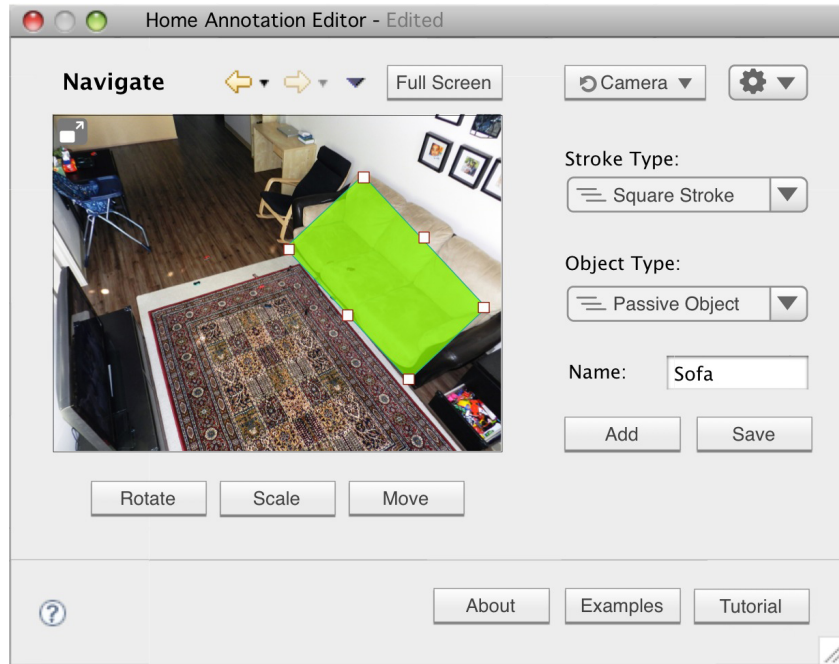 Home Annotation Editor - Edited
Navigate
Full Screen
Camera
Stroke Type:
Square Stroke
Object Type:
Passive Object
Name:
Sofa
Add
Save
Rotate
Scale
Move
?
About
Examples
Tutorial